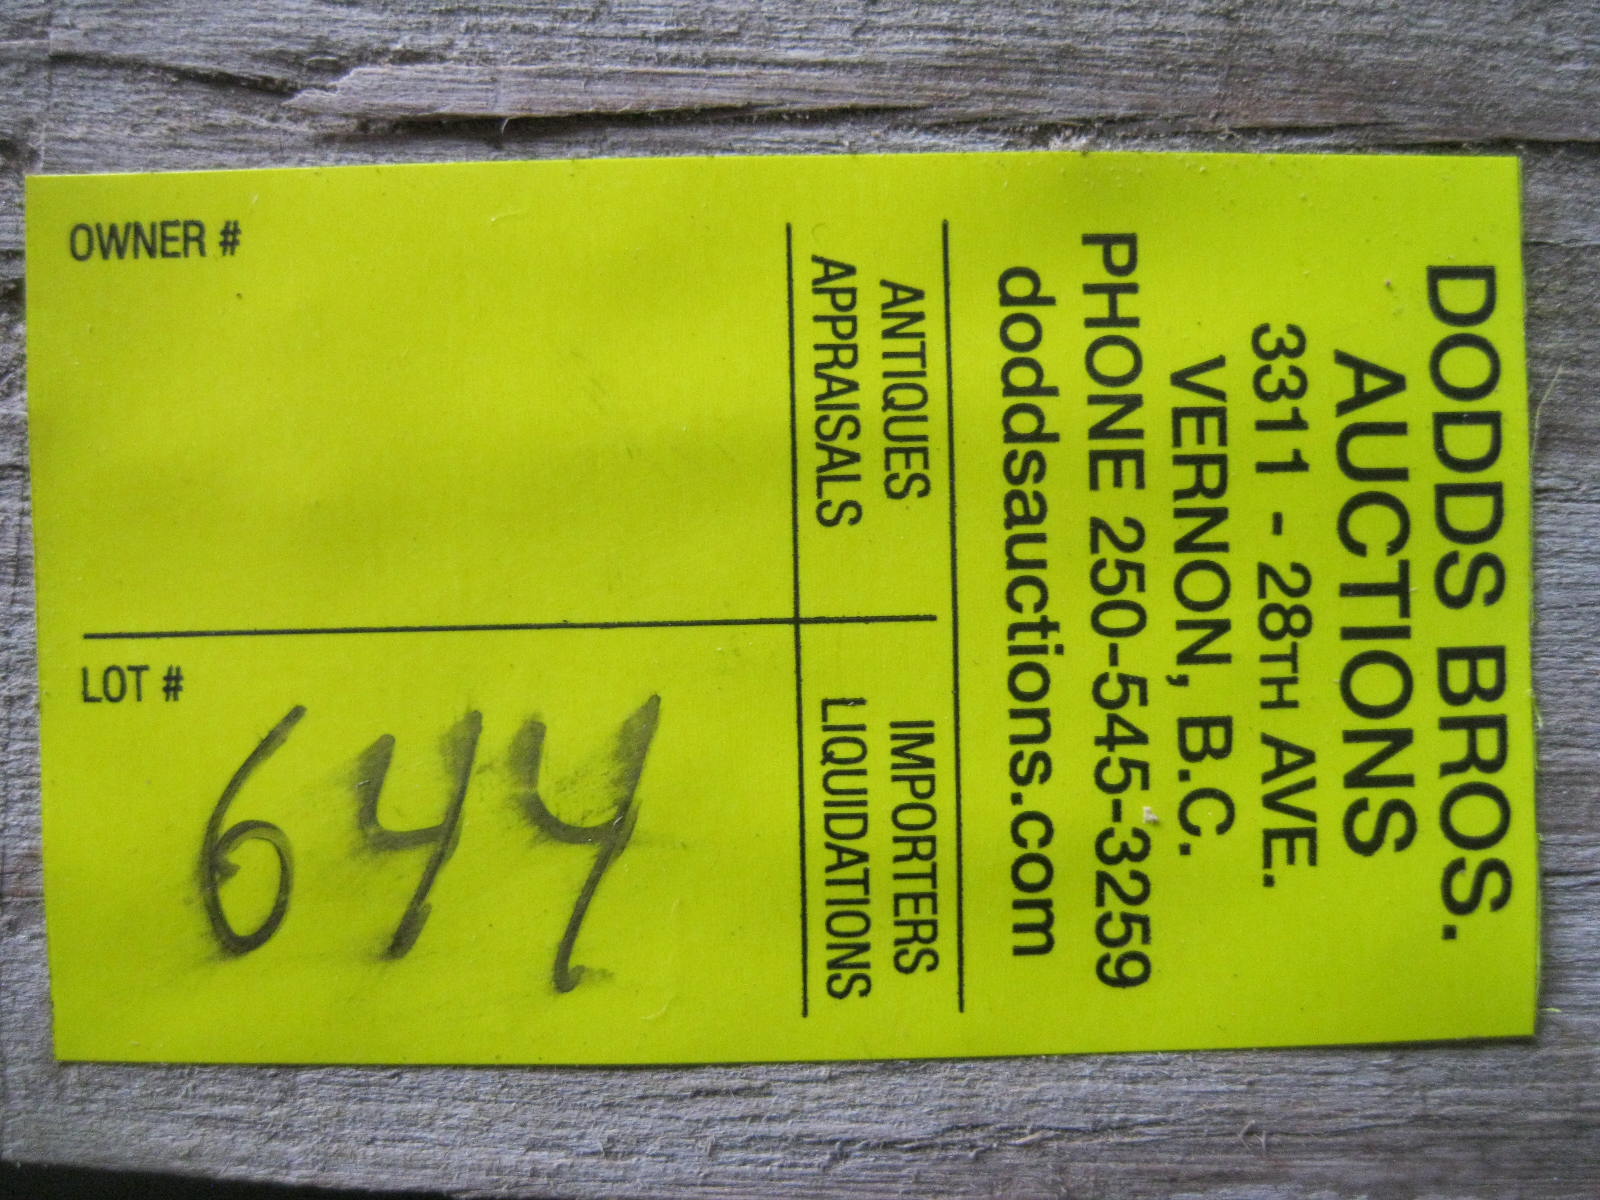 DODDS BROS.
AUCTIONS
3311 - 28TH AVE.
VERNON, B.C.
PHONE 250-545-3259
doddsauctions.com
ANTIQUES
APPRAISALS
IMPORTERS
LIQUIDATIONS
OWNER #
LOT #
644